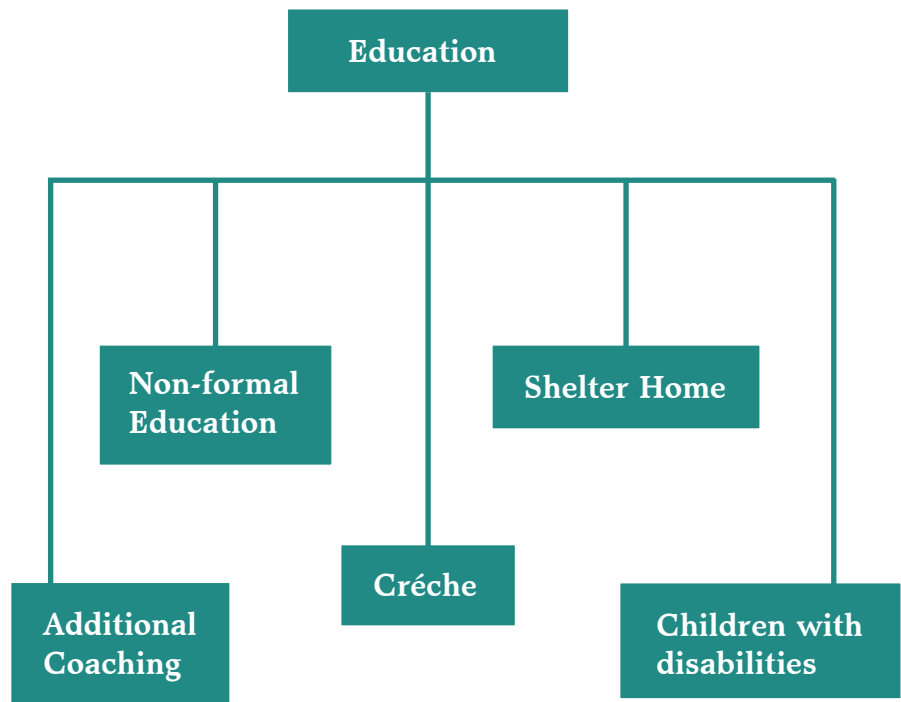 Education
Non-formal
Education
Shelter Home
Créche
Additional
Coaching
Children with
disabilities